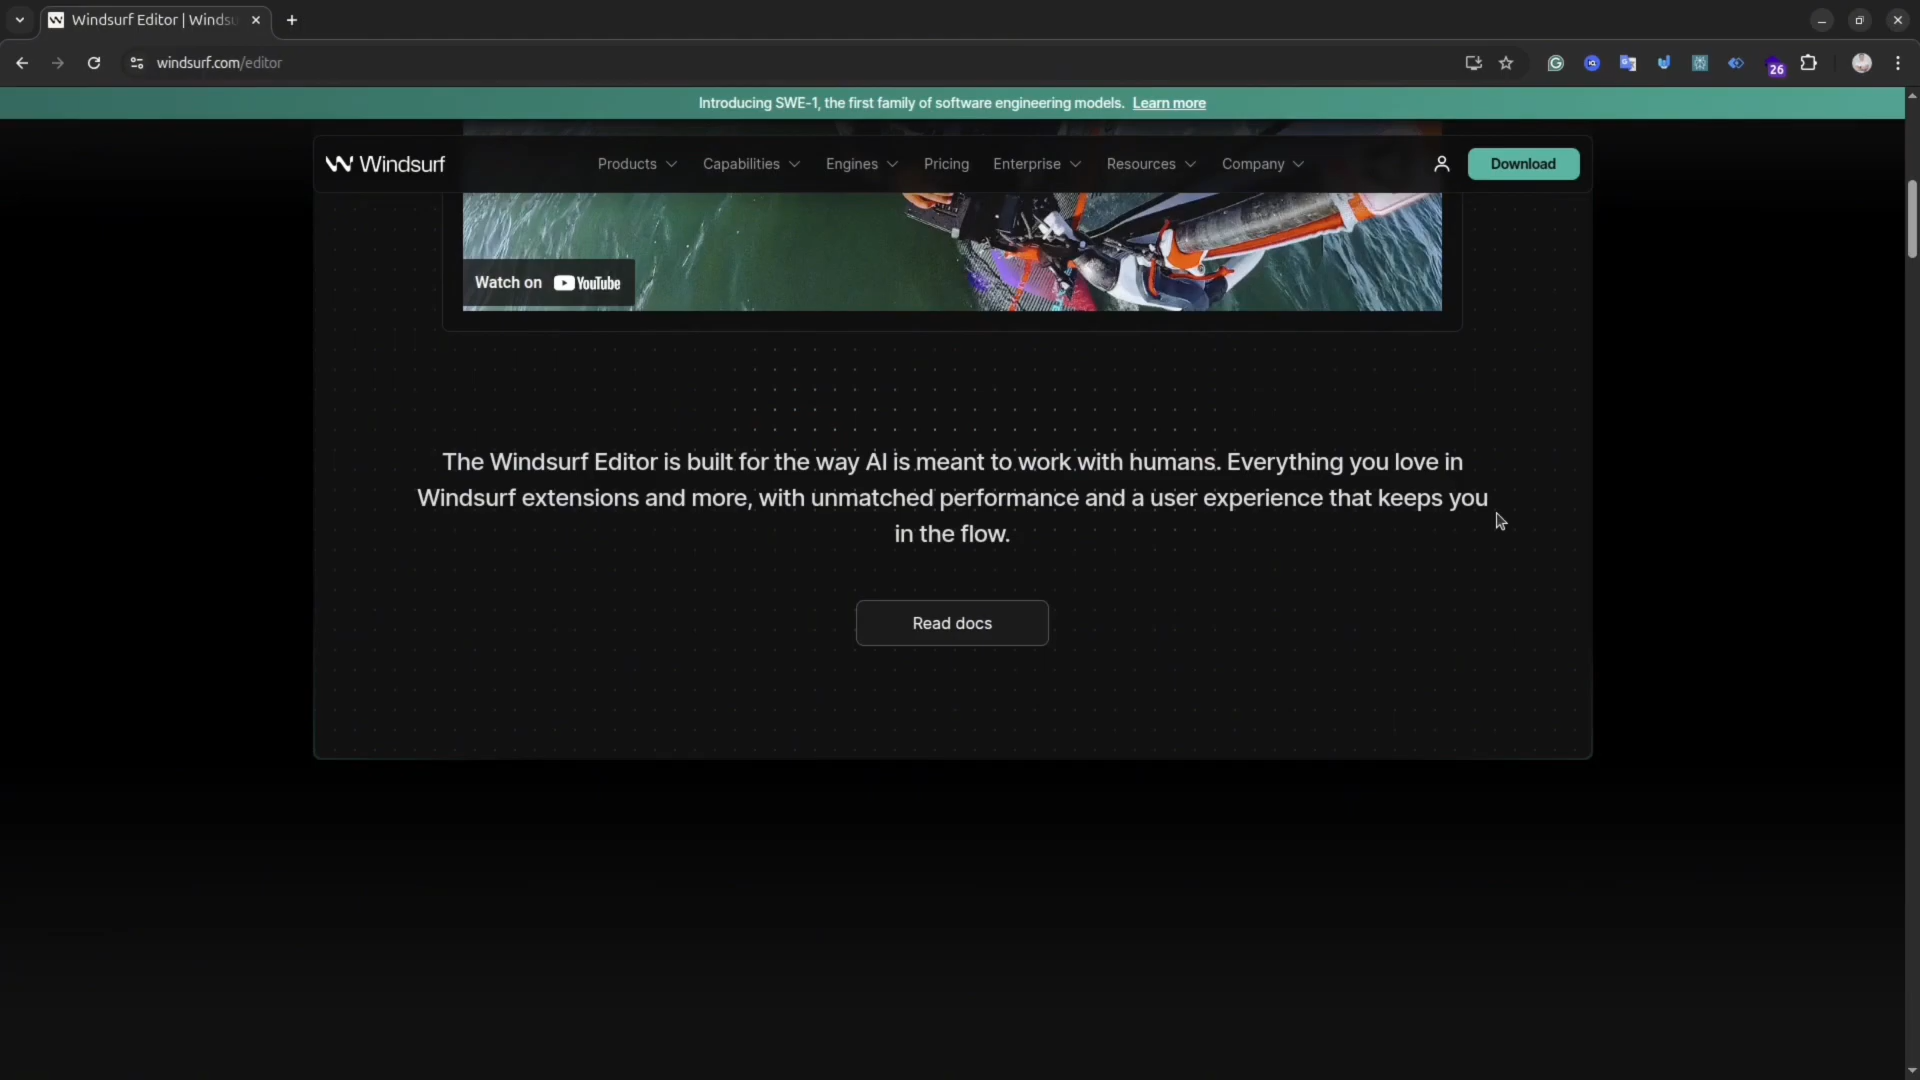 Windsurf Editor | Windsu
windsurf.com/editor
26
Introducing SWE-1, the first family of software engineering models. Learn more
Windsurf
Products
Capabilities
Engines
Pricing
Enterprise
Resources
Company
Download
Watch on YouTube
The Windsurf Editor is built for the way AI is meant to work with humans. Everything you love in
Windsurf extensions and more, with unmatched performance and a user experience that keeps you
in the flow.
Read docs